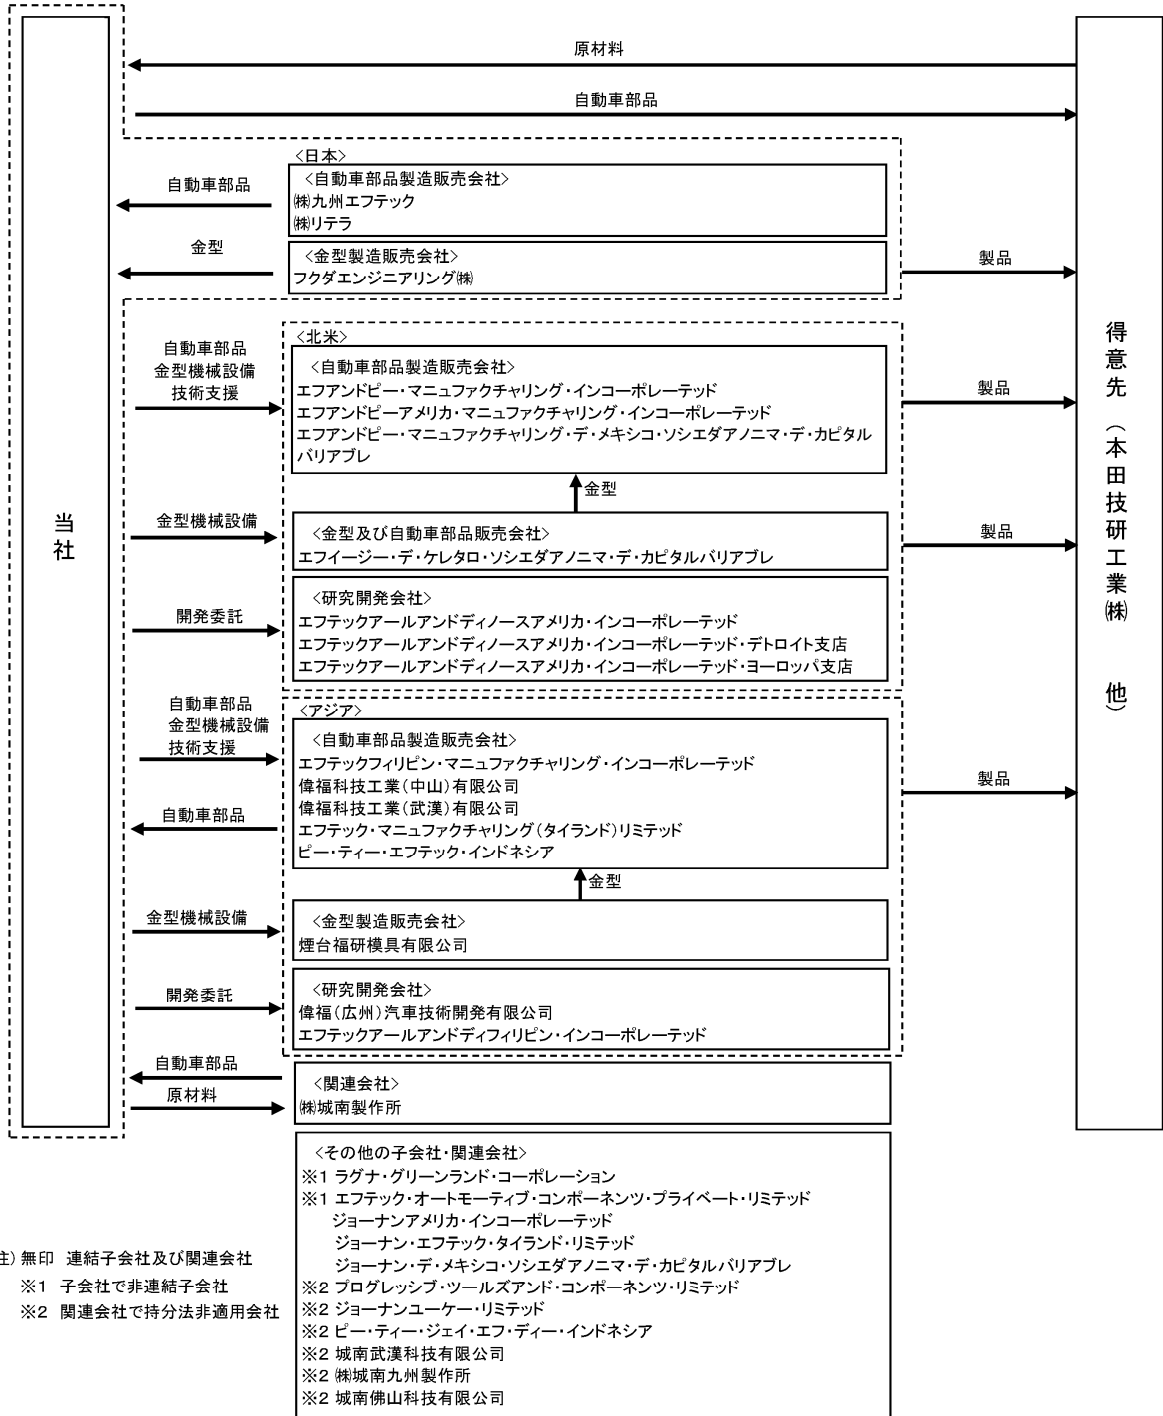 原材料
自動車部品
<日本>
自動車部品
<自動車部品製造販売会社>
㈱九州エフテック
㈱リテラ
金型
<金型製造販売会社>
フクダエンジニアリング㈱
製品
<北米>
自動車部品
金型機械設備
技術支援
<自動車部品製造販売会社>
エフアンドピー・マニュファクチャリング・インコーポレーテッド
エフアンドピーアメリカ・マニュファクチャリング・インコーポレーテッド
エフアンドピー・マニュファクチャリング・デ・メキシコ・ソシエダアノニマ・デ・カピタル
バリアブレ
製品
金型
金型機械設備
<金型及び自動車部品販売会社>
エフイージー・デ・ケレタロ・ソシエダアノニマ・デ・カピタルバリアブレ
製品
開発委託
<研究開発会社>
エフテックアールアンドディノースアメリカ・インコーポレーテッド
エフテックアールアンドディノースアメリカ・インコーポレーテッド・デトロイト支店
エフテックアールアンドディノースアメリカ・インコーポレーテッド・ヨーロッパ支店
当社
得意先(本田技研工業㈱ 他)
<アジア>
自動車部品
金型機械設備
技術支援
<自動車部品製造販売会社>
エフテックフィリピン・マニュファクチャリング・インコーポレーテッド
偉福科技工業(中山)有限公司
偉福科技工業(武漢)有限公司
エフテック・マニュファクチャリング(タイランド)リミテッド
ピー・ティー・エフテック・インドネシア
自動車部品
製品
金型
金型機械設備
<金型製造販売会社>
煙台福研模具有限公司
開発委託
<研究開発会社>
偉福(広州)汽車技術開発有限公司
エフテックアールアンドディフィリピン・インコーポレーテッド
自動車部品
原材料
<関連会社>
㈱城南製作所
<その他の子会社・関連会社>
※1 ラグナ・グリーンランド・コーポレーション
※1 エフテック・オートモーティブ・コンポーネンツ・プライベート・リミテッド
ジョーナンアメリカ・インコーポレーテッド
ジョーナン・エフテック・タイランド・リミテッド
ジョーナン・デ・メキシコ・ソシエダアノニマ・デ・カピタルバリアブレ
※2 プログレッシブ・ツールズアンド・コンポーネンツ・リミテッド
※2 ジョーナンユーケー・リミテッド
※2 ピー・ティー・ジェイ・エフ・ディー・インドネシア
※2 城南武漢科技有限公司
※2 ㈱城南九州製作所
※2 城南佛山科技有限公司
注) 無印 連結子会社及び関連会社
※1 子会社で非連結子会社
※2 関連会社で持分法非適用会社